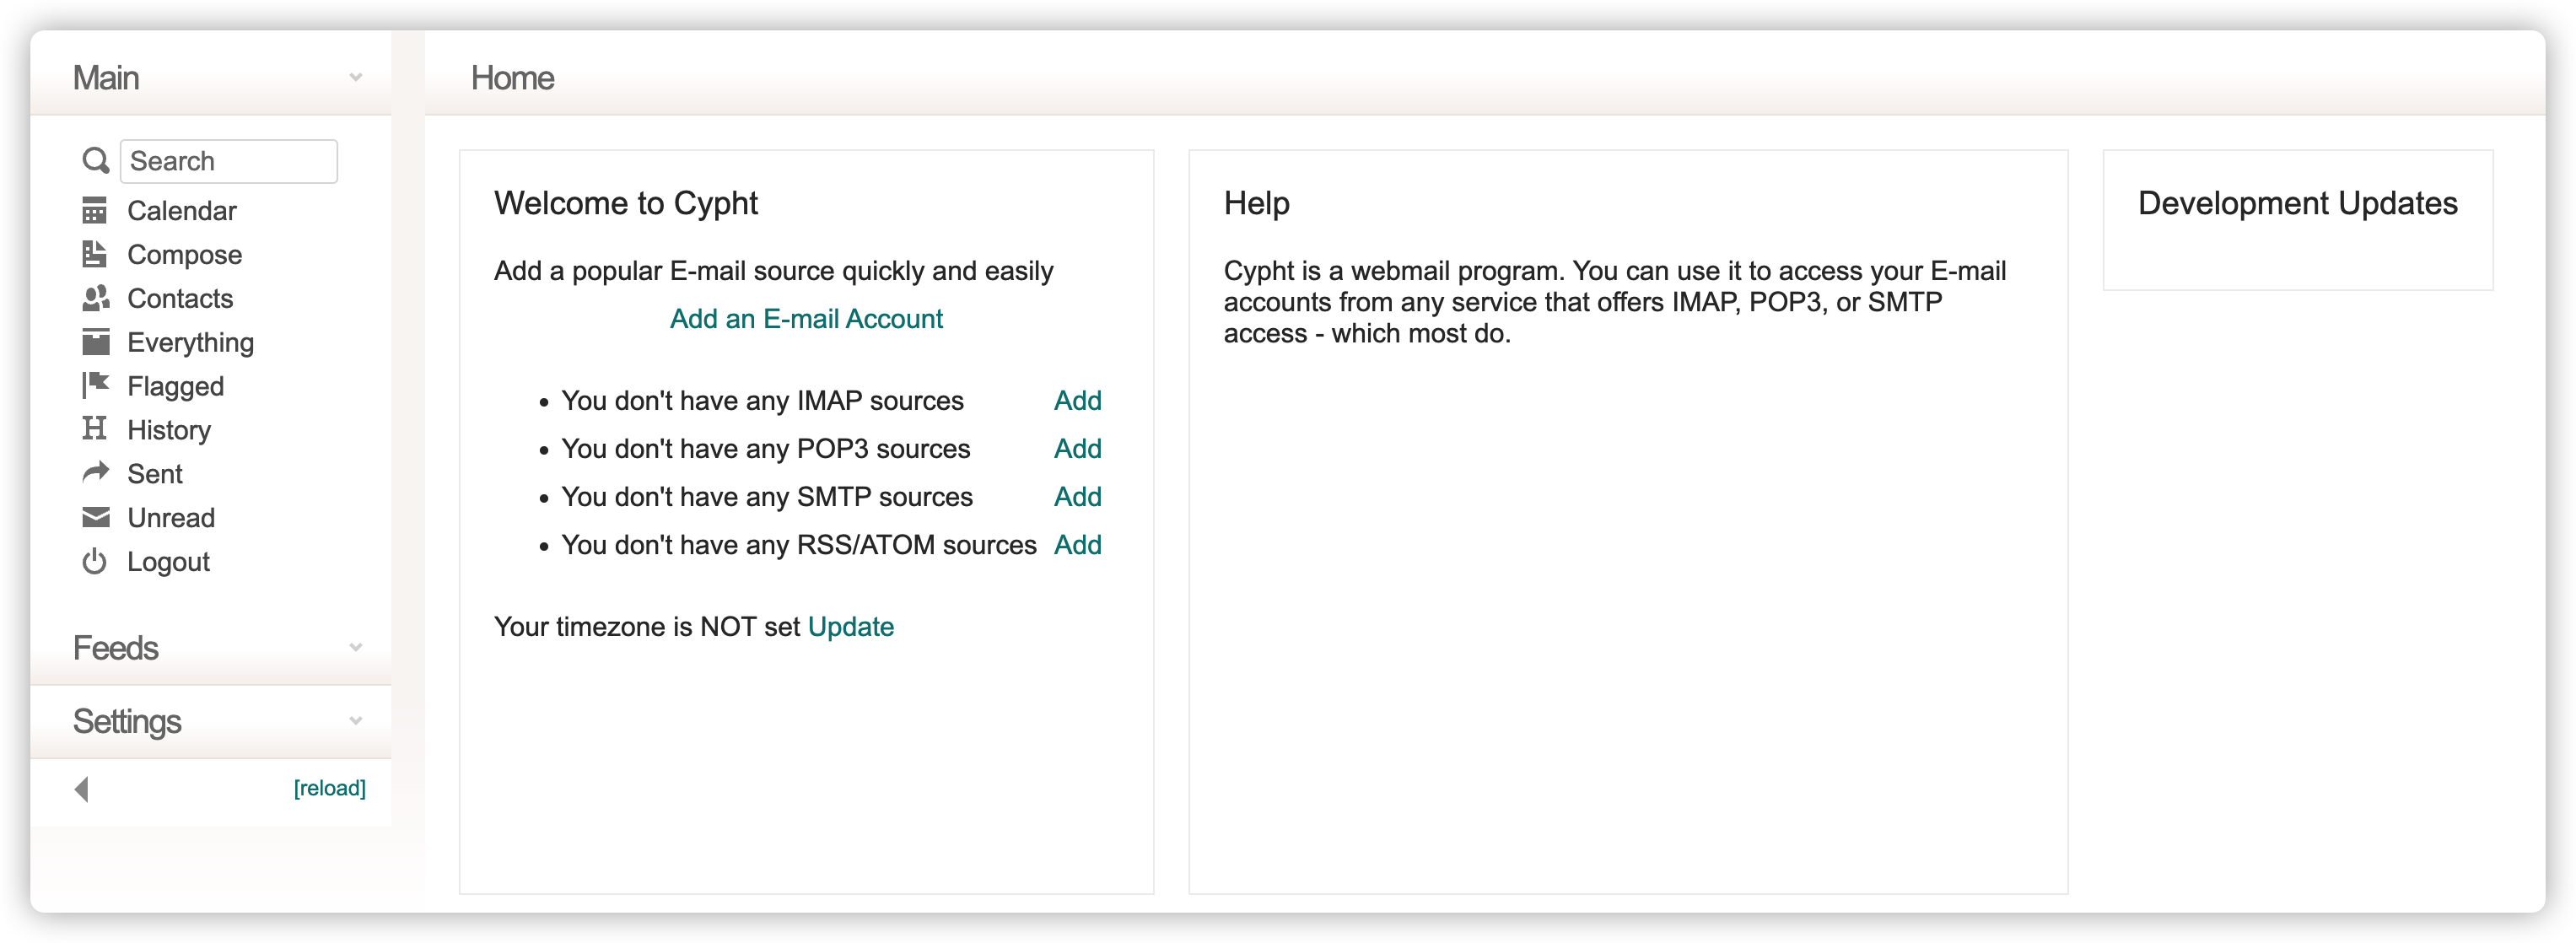 Main
Search
Calendar
Compose
Contacts
Everything
Flagged
History
Sent
Unread
Logout
Feeds
Settings
[reload]
Home
Welcome to Cypht
Add a popular E-mail source quickly and easily
Add an E-mail Account
You don't have any IMAP sources Add
You don't have any POP3 sources Add
You don't have any SMTP sources Add
You don't have any RSS/ATOM sources Add
Your timezone is NOT set Update
Help
Cypht is a webmail program. You can use it to access your E-mail
accounts from any service that offers IMAP, POP3, or SMTP
access - which most do.
Development Updates